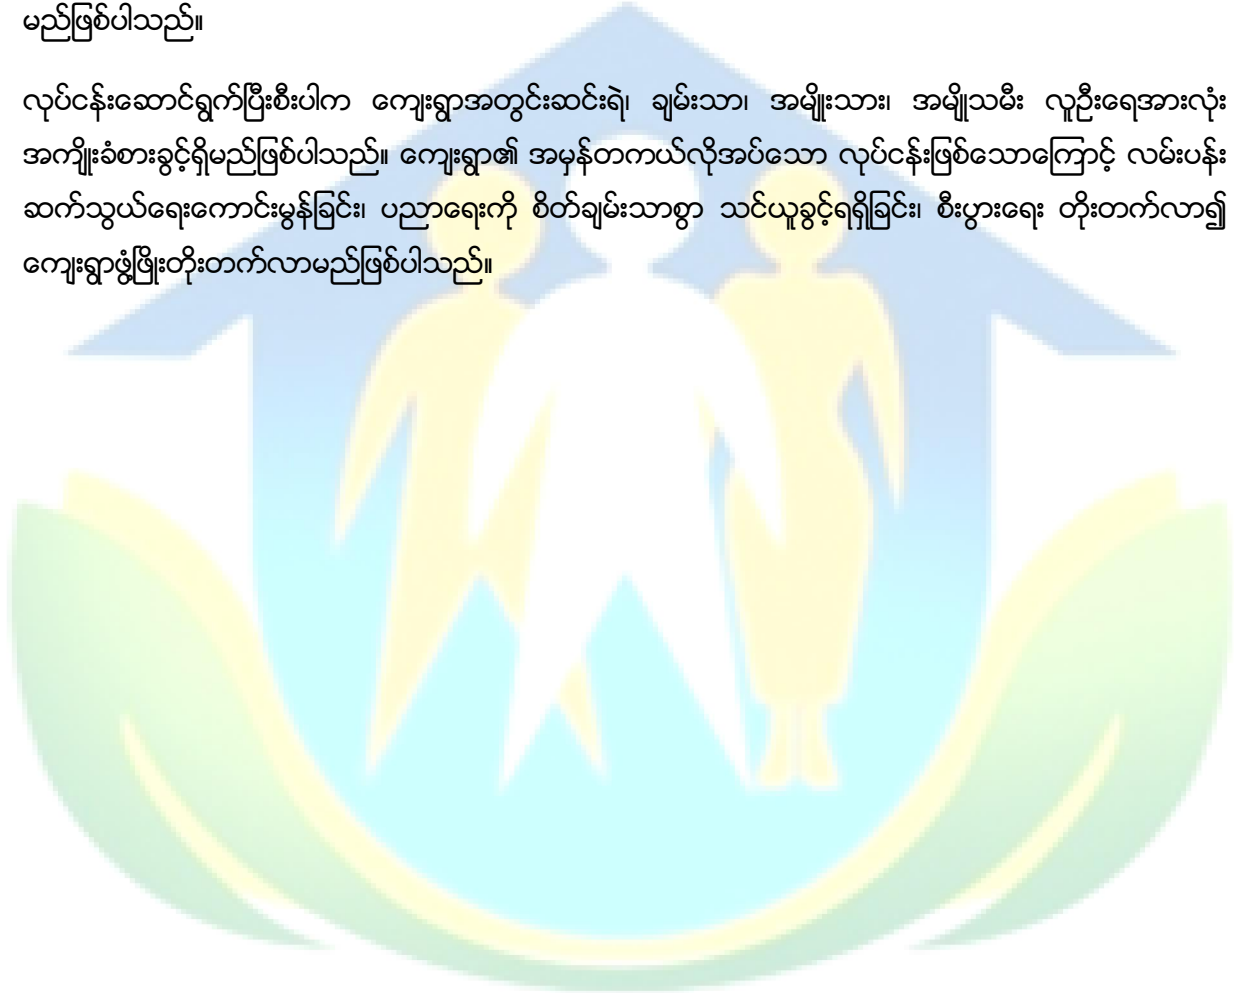 မည်ဖြစ်ပါသည်။
လုပ်ငန်းဆောင်ရွက်ပြီးစီးပါက ကျေးရွာအတွင်းဆင်းရဲ၊ ချမ်းသာ၊ အမျိုးသား၊ အမျိုသမီး လူဦးရေအားလုံး
အကျိုးခံစားခွင့်ရှိမည်ဖြစ်ပါသည်။ ကျေးရွာ၏ အမှန်တကယ်လိုအပ်သော လုပ်ငန်းဖြစ်သောကြောင့် လမ်းပန်း
ဆက်သွယ်ရေးကောင်းမွန်ခြင်း၊ ပညာရေးကို စိတ်ချမ်းသာစွာ သင်ယူခွင့်ရရှိခြင်း၊ စီးပွားရေး တိုးတက်လာ၍
ကျေးရွာဖွံ့ဖြိုးတိုးတက်လာမည်ဖြစ်ပါသည်။